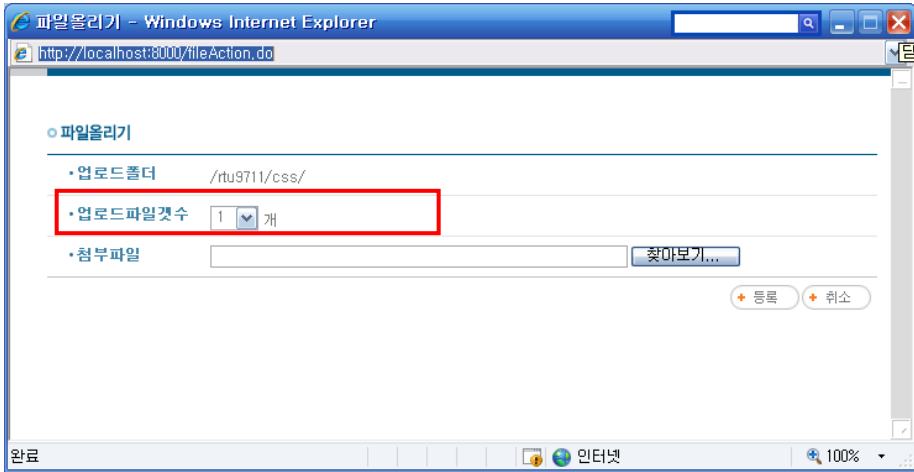 파일올리기 - Windows Internet Explorer
http://localhost:8000/fileAction.do
파일올리기
·업로드폴더 /rtu9711/css/
·업로드파일갯수 1 개
·첨부파일 찾아보기...
등록 취소
완료 인터넷 100%